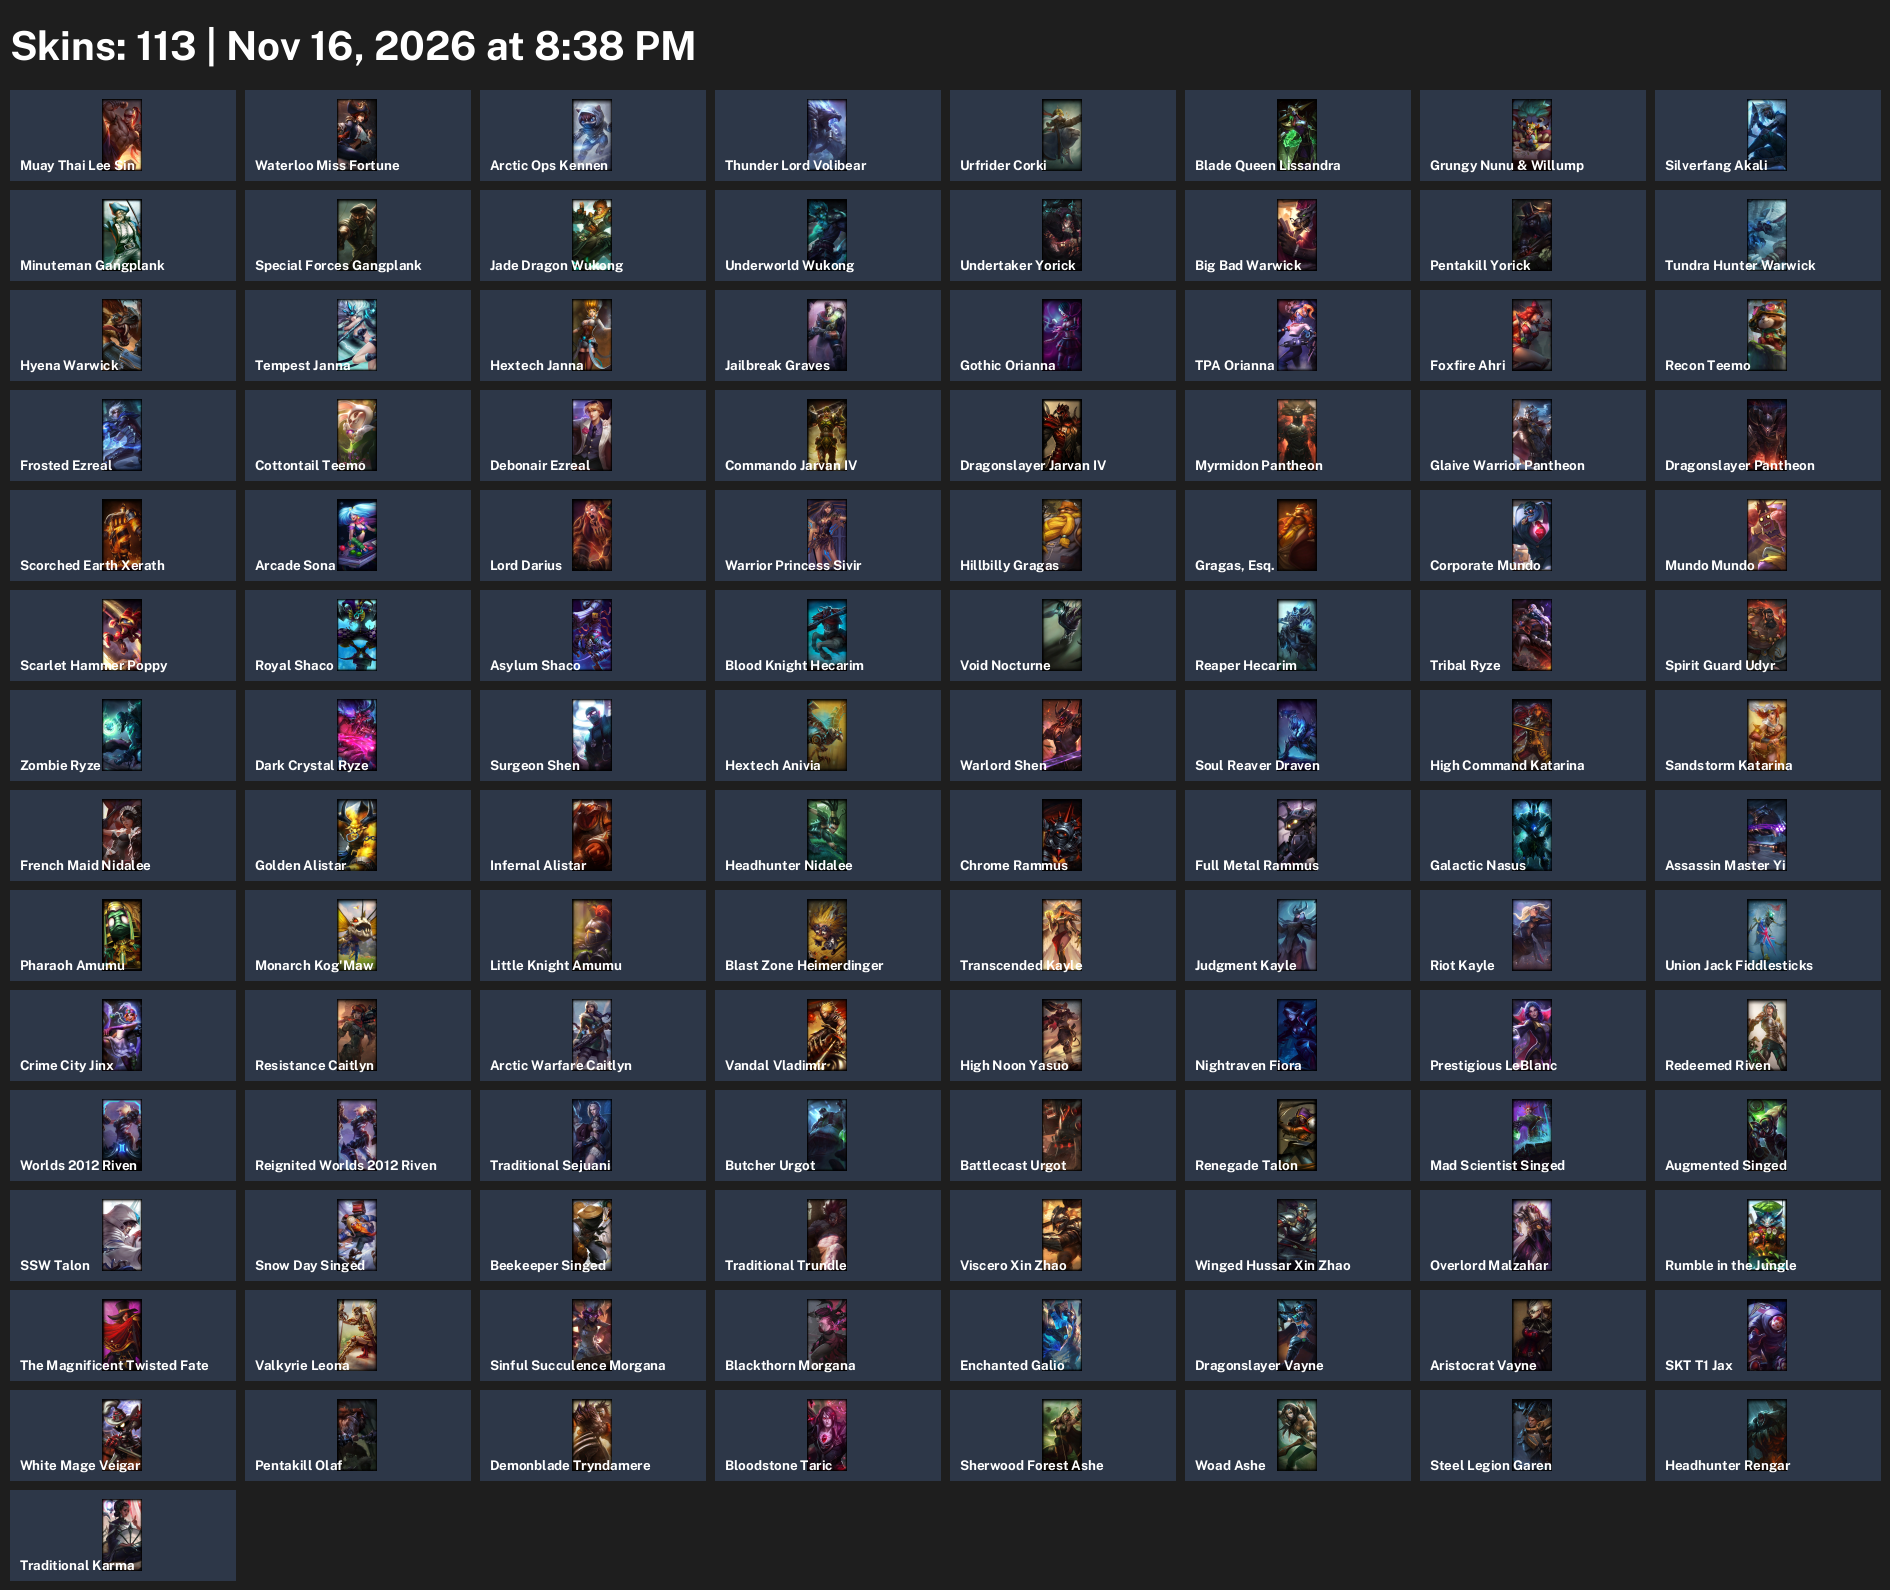 Skins: 113 | Nov 16, 2026 at 8:38 PM
Muay Thai Lee Sin
Waterloo Miss Fortune
Arctic Ops Kennen
Thunder Lord Volibear
Urfrider Corki
Blade Queen Lissandra
Grungy Nunu & Willump
Silverfang Akali
Minuteman Gangplank
Special Forces Gangplank
Jade Dragon Wukong
Underworld Wukong
Undertaker Yorick
Big Bad Warwick
Pentakill Yorick
Tundra Hunter Warwick
Hyena Warwick
Tempest Janna
Hextech Janna
Jailbreak Graves
Gothic Orianna
TPA Orianna
Foxfire Ahri
Recon Teemo
Frosted Ezreal
Cottontail Teemo
Debonair Ezreal
Commando Jarvan IV
Dragonslayer Jarvan IV
Myrmidon Pantheon
Glaive Warrior Pantheon
Dragonslayer Pantheon
Scorched Earth Xerath
Arcade Sona
Lord Darius
Warrior Princess Sivir
Hillbilly Gragas
Gragas, Esq.
Corporate Mundo
Mundo Mundo
Scarlet Hammer Poppy
Royal Shaco
Asylum Shaco
Blood Knight Hecarim
Void Nocturne
Reaper Hecarim
Tribal Ryze
Spirit Guard Udyr
Zombie Ryze
Dark Crystal Ryze
Surgeon Shen
Hextech Anivia
Warlord Shen
Soul Reaver Draven
High Command Katarina
Sandstorm Katarina
French Maid Nidalee
Golden Alistar
Infernal Alistar
Headhunter Nidalee
Chrome Rammus
Full Metal Rammus
Galactic Nasus
Assassin Master Yi
Pharaoh Amumu
Monarch Kog'Maw
Little Knight Amumu
Blast Zone Heimerdinger
Transcended Kayle
Judgment Kayle
Riot Kayle
Union Jack Fiddlesticks
Crime City Jinx
Resistance Caitlyn
Arctic Warfare Caitlyn
Vandal Vladimir
High Noon Yasuo
Nightraven Fiora
Prestigious LeBlanc
Redeemed Riven
Worlds 2012 Riven
Reignited Worlds 2012 Riven
Traditional Sejuani
Butcher Urgot
Battlecast Urgot
Renegade Talon
Mad Scientist Singed
Augmented Singed
SSW Talon
Snow Day Singed
Beekeeper Singed
Traditional Trundle
Viscero Xin Zhao
Winged Hussar Xin Zhao
Overlord Malzahar
Rumble in the Jungle
The Magnificent Twisted Fate
Valkyrie Leona
Sinful Succulence Morgana
Blackthorn Morgana
Enchanted Galio
Dragonslayer Vayne
Aristocrat Vayne
SKT T1 Jax
White Mage Veigar
Pentakill Olaf
Demonblade Tryndamere
Bloodstone Taric
Sherwood Forest Ashe
Woad Ashe
Steel Legion Garen
Headhunter Rengar
Traditional Karma